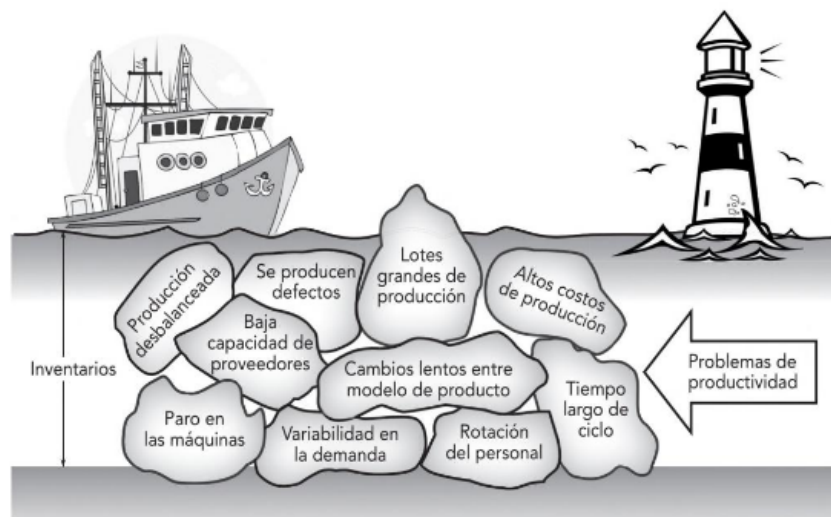 Producción
desbalanceada
Se producen
defectos
Lotes
grandes de
producción
Altos costos
de producción
Baja
capacidad de
proveedores
Cambios lentos entre
modelo de producto
Inventarios
Problemas de
productividad
Tiempo
largo de
ciclo
Paro en
las máquinas
Variabilidad en
la demanda
Rotación
del personal